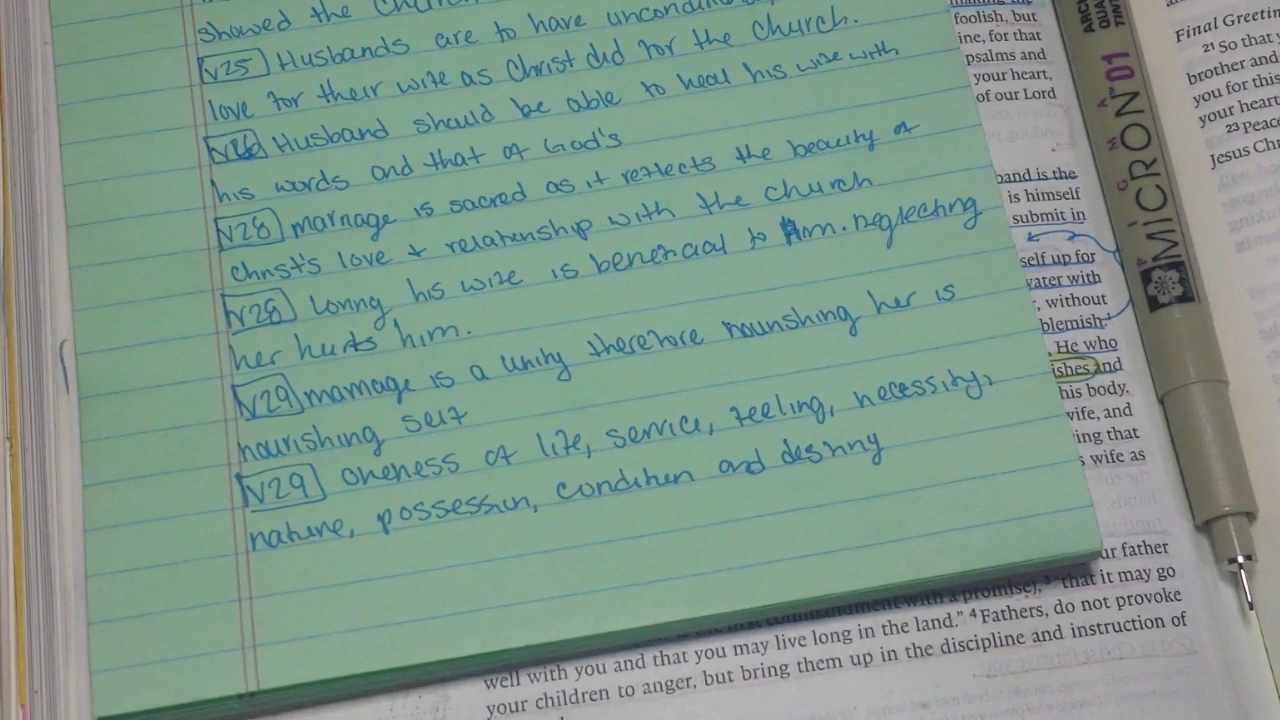 showed the
V25 Husbands are to have
love for their wife as Christ did for the church.
V26 Husband should be able to heal his wife with
his words and that of God's
V28 marriage is sacred as it reflects the beauty of
christ's love + relationship with the church
V28 loving his wife is beneficial to him. neglecting
her hurts him.
V29 marriage is a unity therefore nourishing her is
nourishing self
V29 oneness of life, service, feeling, necessity,
nature, possession, condition and destiny
foolish, but
ine, for that
psalms and
your heart,
of our Lord
band is the
is himself
submit in
self up for
water with
, without
blemish.
He who
ishes and
his body.
wife, and
ing that
s wife as
ur father
commandment with a promise), 3 "that it may go
well with you and that you may live long in the land." 4 Fathers, do not provoke
your children to anger, but bring them up in the discipline and instruction of
PIGMA
MICRON 01
Final Greetin
21 So that y
brother and
you for this
your heart
23 Peace
Jesus Chr